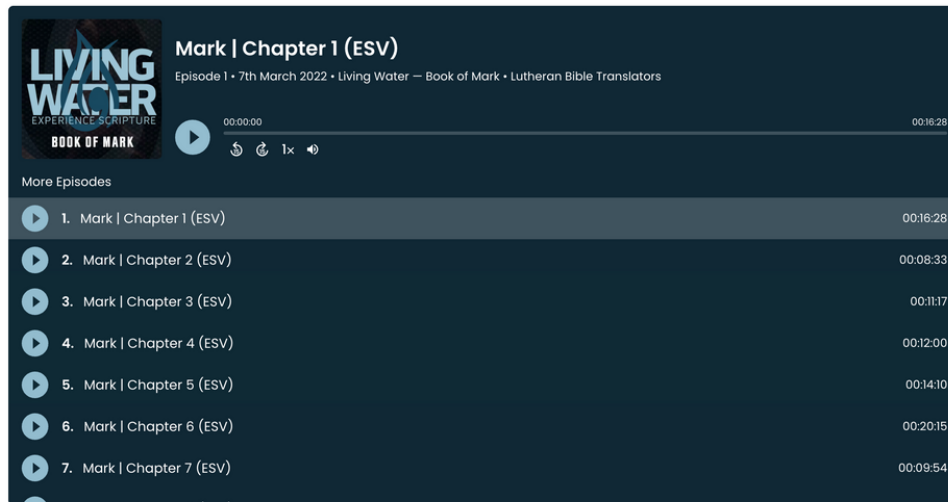 LIVING
WATER
EXPERIENCE SCRIPTURE
BOOK OF MARK
Mark | Chapter 1 (ESV)
Episode 1 • 7th March 2022 • Living Water — Book of Mark • Lutheran Bible Translators
00:00:00
00:16:28
1x
More Episodes
1. Mark | Chapter 1 (ESV) 00:16:28
2. Mark | Chapter 2 (ESV) 00:08:33
3. Mark | Chapter 3 (ESV) 00:11:17
4. Mark | Chapter 4 (ESV) 00:12:00
5. Mark | Chapter 5 (ESV) 00:14:10
6. Mark | Chapter 6 (ESV) 00:20:15
7. Mark | Chapter 7 (ESV) 00:09:54